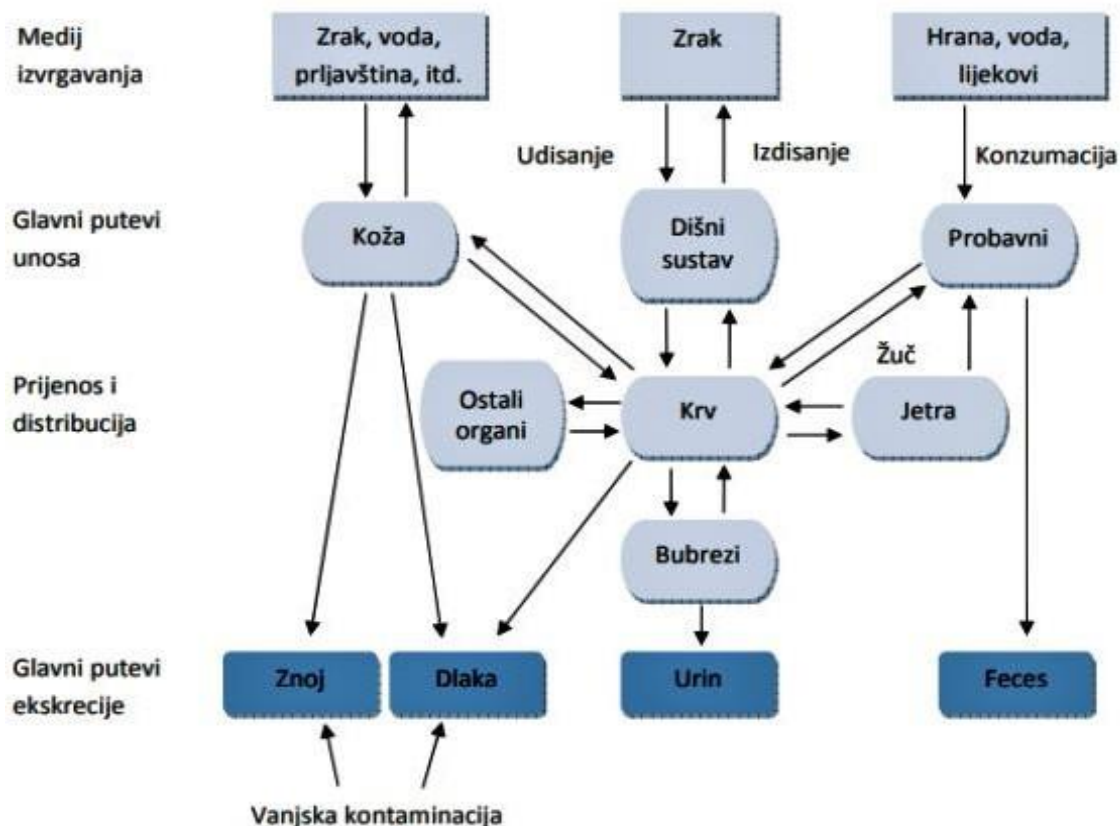 Medij
izvrgavanja
Zrak, voda,
prljavština, itd.
Zrak
Hrana, voda,
lijekovi
Udisanje
Izdisanje
Konzumacija
Glavni putevi
unosa
Koža
Dišni
sustav
Probavni
Prijenos i
distribucija
Ostali
organi
Krv
Žuč
Jetra
Bubrezi
Glavni putevi
ekskrecije
Znoj
Dlaka
Urin
Feces
Vanjska kontaminacija